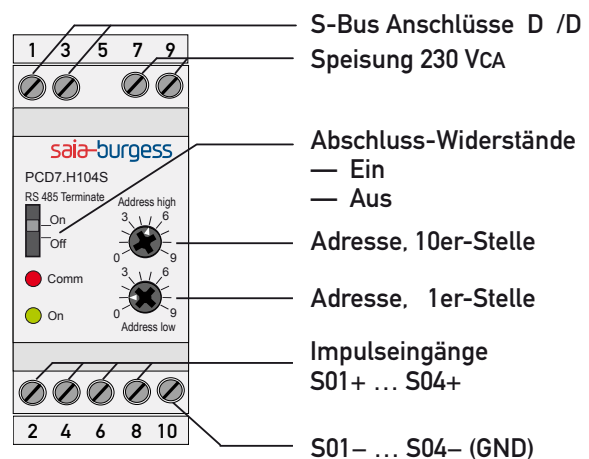 S-Bus Anschlüsse D /D
Speisung 230 VCA
1 3 5 7 9
saia-burgess
PCD7.H104S
RS 485 Terminate
On
Off
Address high
3 6
0 9
Comm
On
3 6
0 9
Address low
2 4 6 8 10
Abschluss-Widerstände
— Ein
— Aus
Adresse, 10er-Stelle
Adresse, 1er-Stelle
Impulseingänge
S01+ ... S04+
S01– ... S04– (GND)